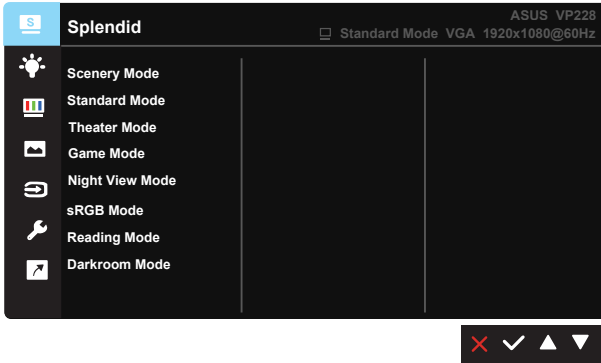 S
Splendid
ASUS VP228
Standard Mode VGA 1920x1080@60Hz
Scenery Mode
Standard Mode
Theater Mode
Game Mode
Night View Mode
sRGB Mode
Reading Mode
Darkroom Mode